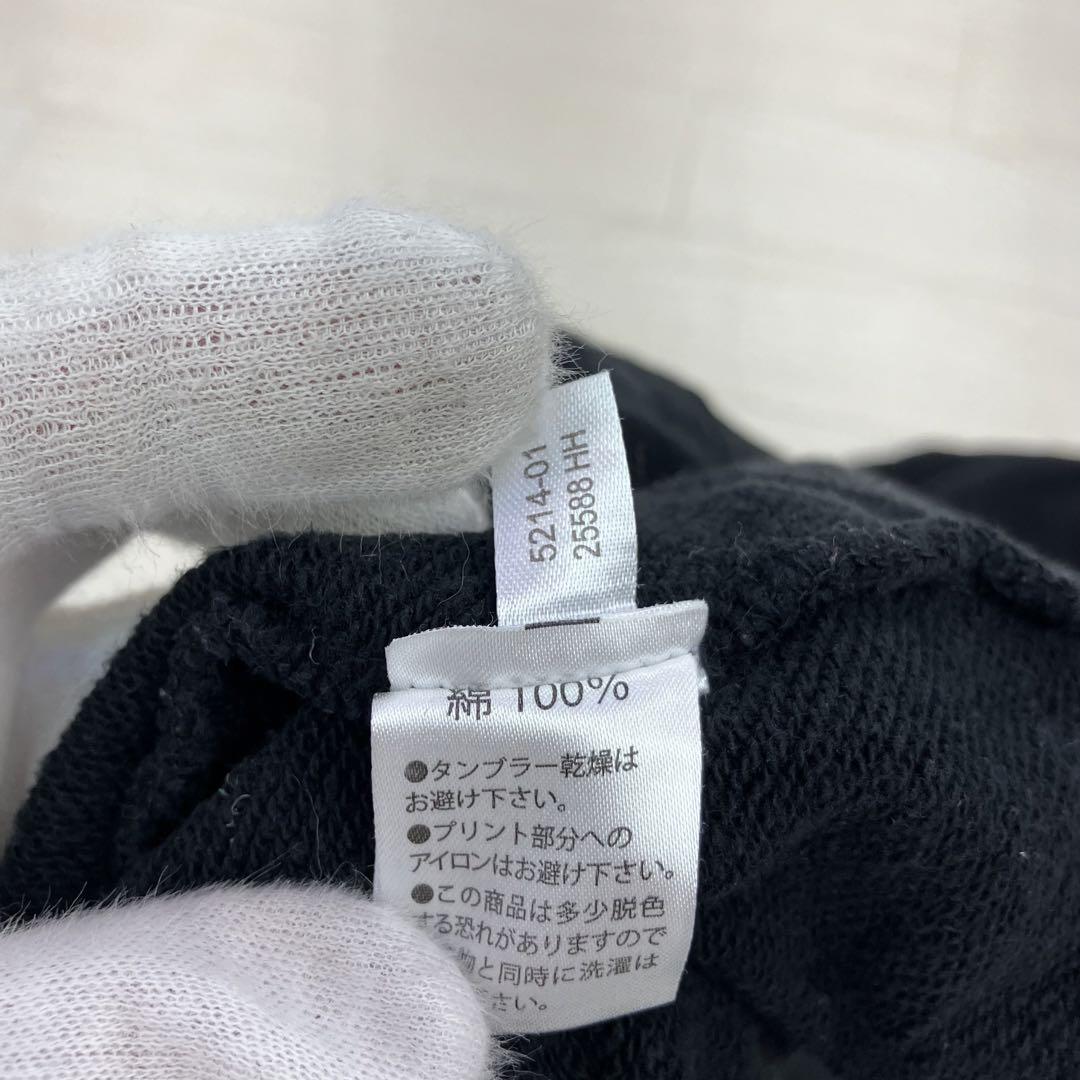 5214-01
25588 HH
綿 100%
●タンブラー乾燥は
お避け下さい。
●プリント部分への
アイロンはお避け下さい。
●この商品は多少脱色
する恐れがありますので
物と同時に洗濯は
さい。